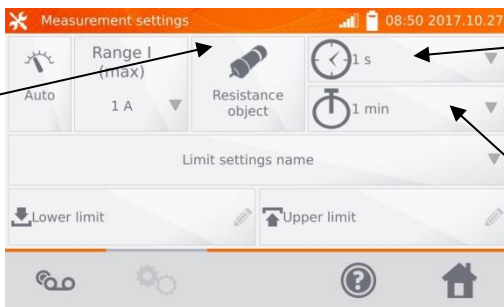 Measurement settings
08:50 2017.10.27
Auto
Range I
(max)
1 A
Resistance
object
1 s
1 min
Limit settings name
Lower limit
Upper limit
?